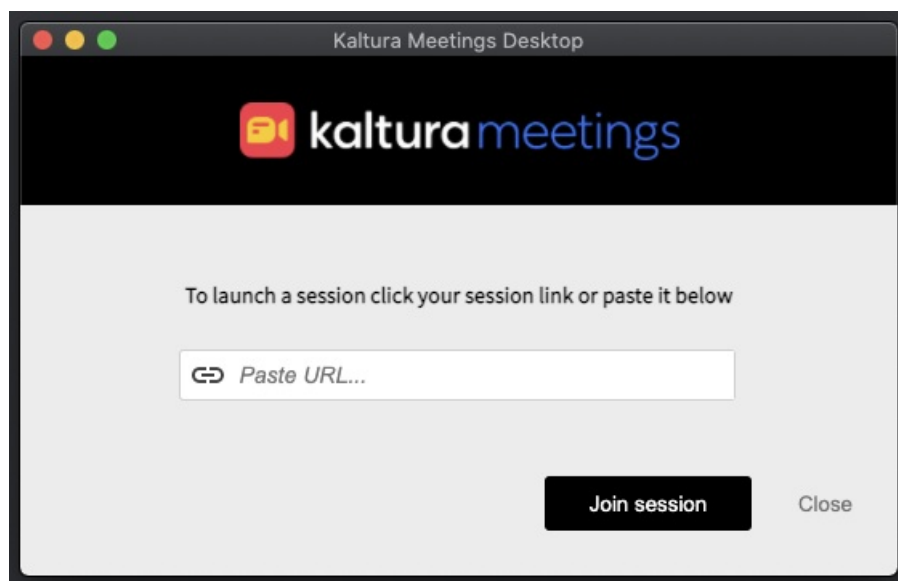 Kaltura Meetings Desktop
kaltura meetings
To launch a session click your session link or paste it below
Paste URL...
Join session Close